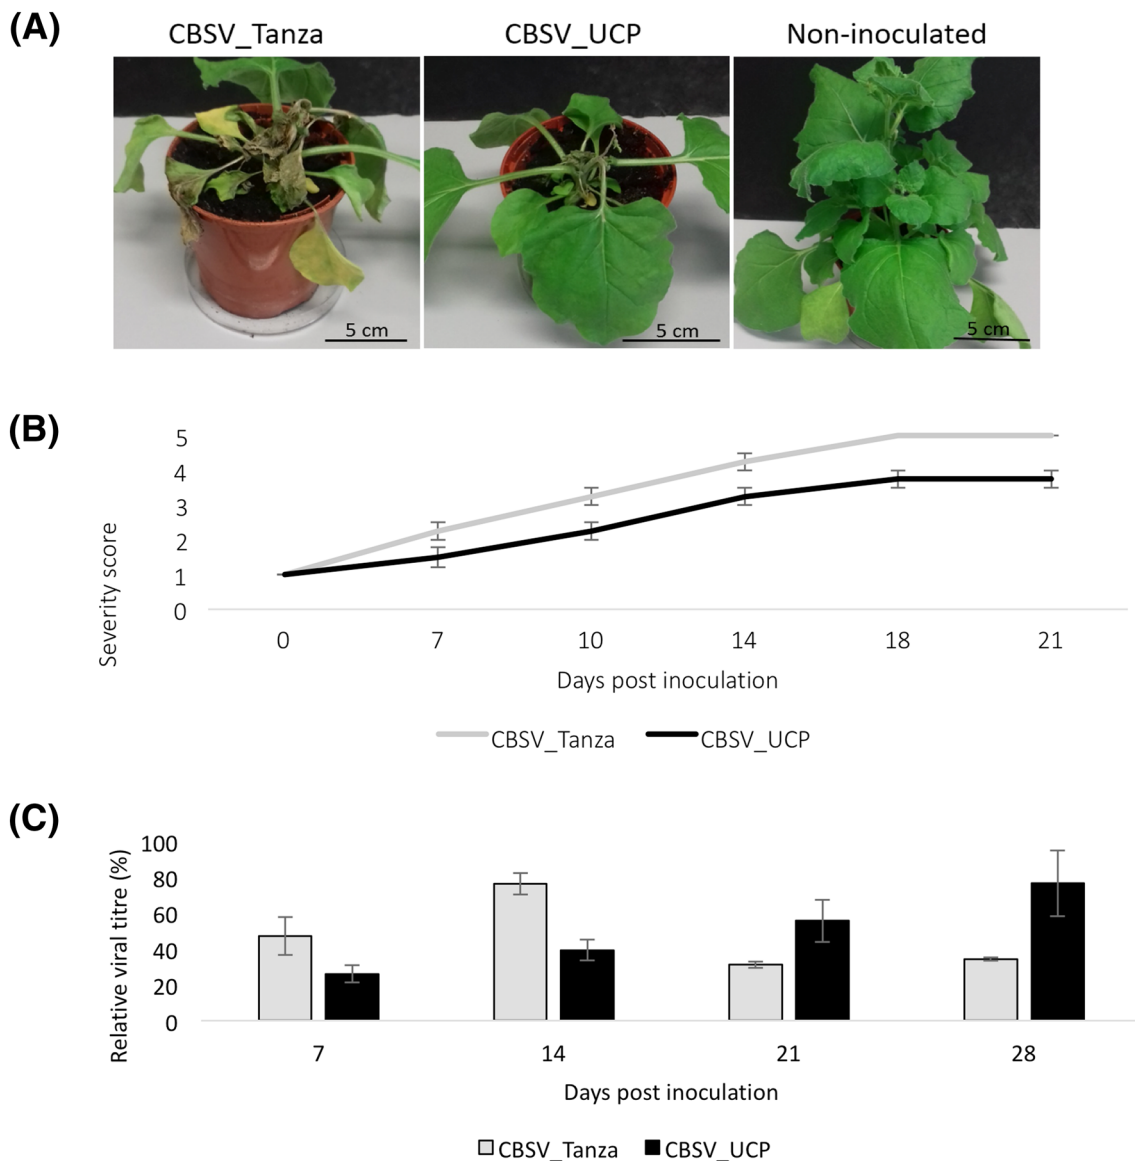 (A)
CBSV_Tanza CBSV_UCP Non-inoculated
5 cm 5 cm 5 cm
(B)
Severity score
5
4
3
2
1
0
0 7 10 14 18 21
Days post inoculation
CBSV_Tanza CBSV_UCP
(C)
Relative viral titre (%)
100
80
60
40
20
0
7 14 21 28
Days post inoculation
CBSV_Tanza CBSV_UCP